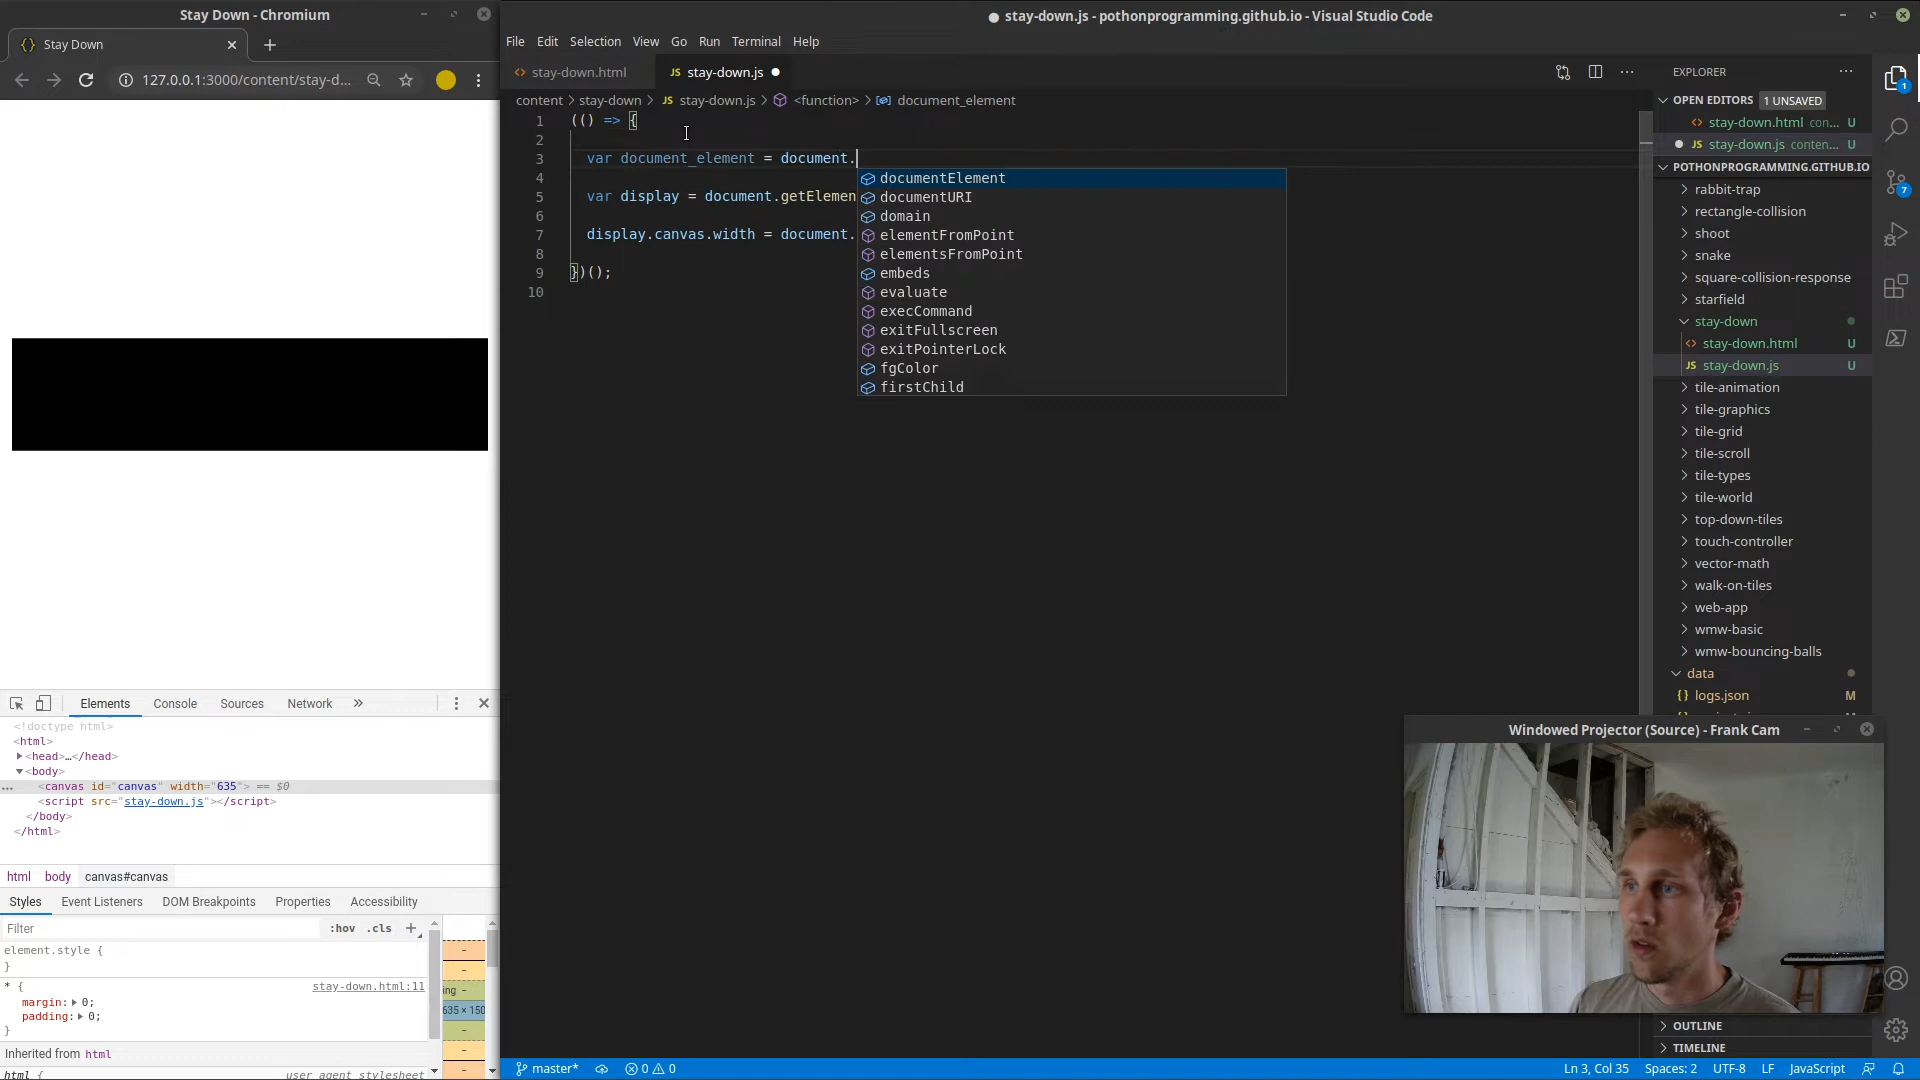 Stay Down - Chromium
Stay Down
127.0.0.1:3000/content/stay-d...
stay-down.js - pothonprogramming.github.io - Visual Studio Code
File Edit Selection View Go Run Terminal Help
stay-down.html
JS stay-down.js
content > stay-down > JS stay-down.js > <function> > document_element
1 (() => {
2
3 var document_element = document.
4
5 var display = document.getElemen
6
7 display.canvas.width = document.
8
9 })();
10
documentElement
documentURI
domain
elementFromPoint
elementsFromPoint
embeds
evaluate
execCommand
exitFullscreen
exitPointerLock
fgColor
firstChild
EXPLORER
OPEN EDITORS 1 UNSAVED
stay-down.html con... U
JS stay-down.js conten... U
POTHONPROGRAMMING.GITHUB.IO
rabbit-trap
rectangle-collision
shoot
snake
square-collision-response
starfield
stay-down
stay-down.html U
JS stay-down.js U
tile-animation
tile-graphics
tile-grid
tile-scroll
tile-types
tile-world
top-down-tiles
touch-controller
vector-math
walk-on-tiles
web-app
wmw-basic
wmw-bouncing-balls
data
{} logs.json M
1
7
OUTLINE
TIMELINE
Windowed Projector (Source) - Frank Cam
Elements Console Sources Network »
<!doctype html>
<html>
<head>…</head>
<body>
<canvas id="canvas" width="635"> == $0
<script src="stay-down.js"></script>
</body>
</html>
html body canvas#canvas
Styles Event Listeners DOM Breakpoints Properties Accessibility
Filter :hov .cls +
element.style {
}
* { stay-down.html:11
margin: 0;
padding: 0;
}
Inherited from html
html { user agent stylesheet
ing -
635 × 150
master* 0 0
Ln 3, Col 35 Spaces: 2 UTF-8 LF JavaScript